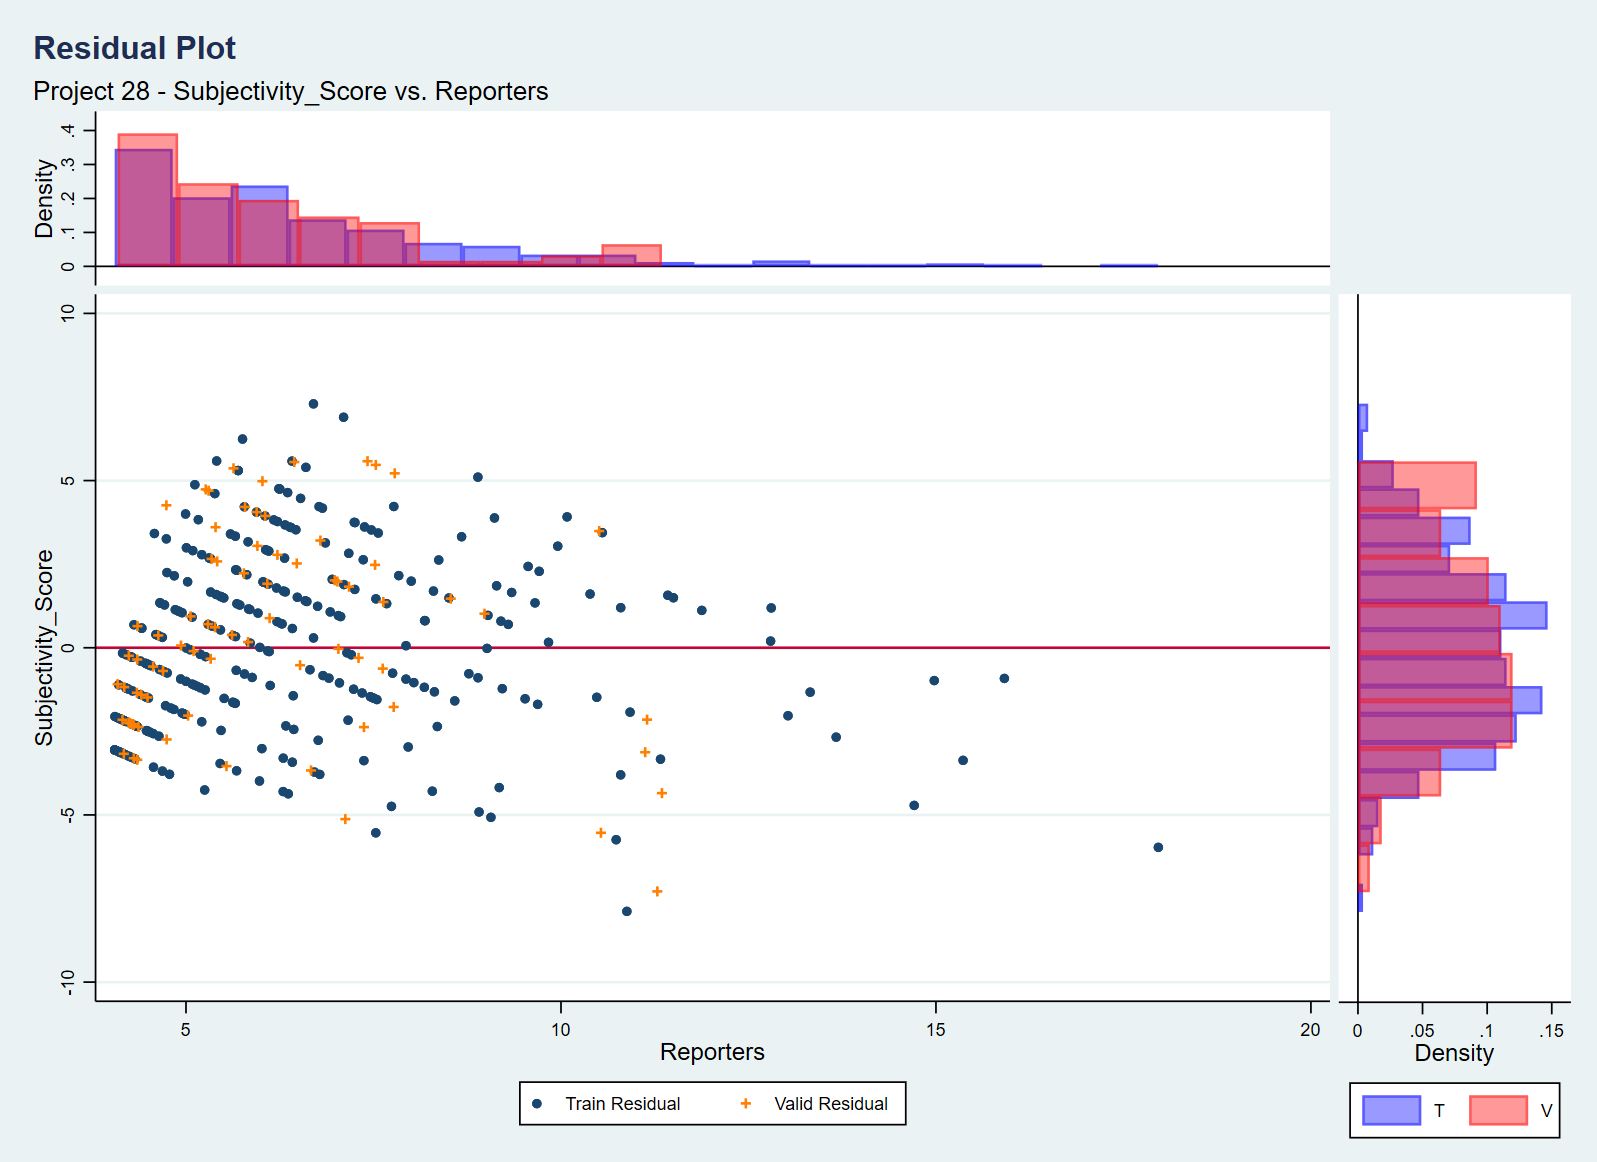 Residual Plot
Project 28 - Subjectivity_Score vs. Reporters
Density
.4
.3
.2
.1
0
Subjectivity_Score
10
5
0
-5
-10
5
10
15
20
Reporters
0
.05
.1
.15
Density
Train Residual
Valid Residual
T
V